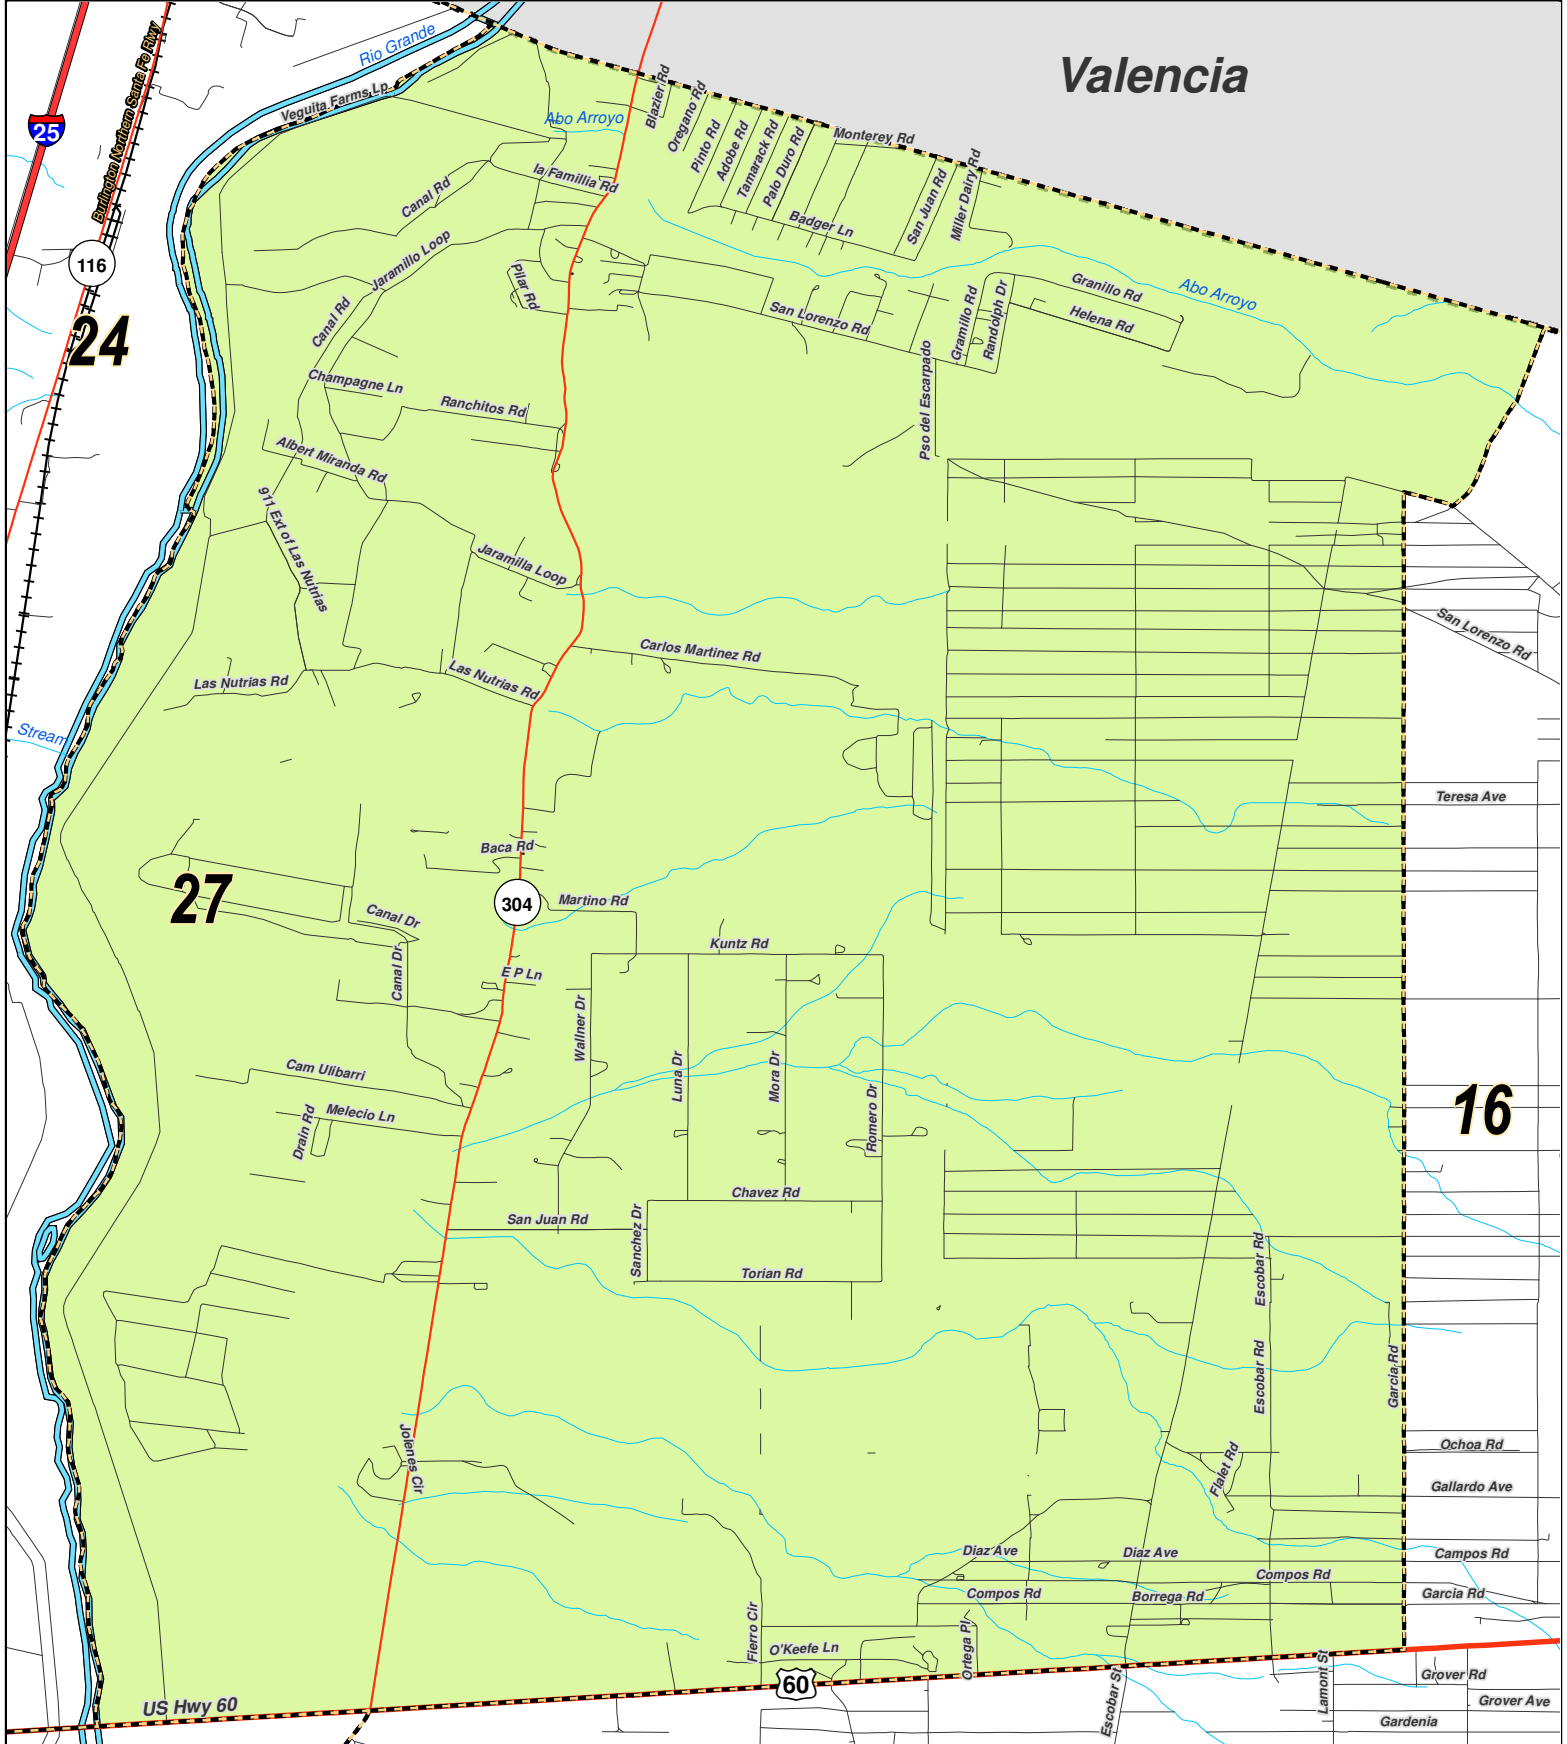 Valencia
Rio Grande
Veguita Farms Lp
Burlington Northern Santa Fe Rlwy
25
116
24
Abo Arroyo
Blazier Rd
Oregano Rd
Pinto Rd
Adobe Rd
Tamarack Rd
Palo Duro Rd
Monterey Rd
Badger Ln
San Juan Rd
Miller Dairy Rd
la Famillia Rd
Canal Rd
Jaramillo Loop
Pilar Rd
Canal Rd
San Lorenzo Rd
Gramillo Rd
Randolph Dr
Granillo Rd
Helena Rd
Abo Arroyo
Pso del Escarpado
Champagne Ln
Ranchitos Rd
Albert Miranda Rd
911 Ext of Las Nutrias
Jaramilla Loop
Carlos Martinez Rd
San Lorenzo Rd
Las Nutrias Rd
Las Nutrias Rd
Stream
Teresa Ave
Baca Rd
27
304
Martino Rd
Canal Dr
Canal Dr
Kuntz Rd
E P Ln
Wallner Dr
Luna Dr
Mora Dr
Romero Dr
Cam Ulibarri
Melecio Ln
Drain Rd
16
Chavez Rd
San Juan Rd
Sanchez Dr
Torian Rd
Escobar Rd
Escobar Rd
Garcia Rd
Jolenes Cir
Flalet Rd
Ochoa Rd
Gallardo Ave
Diaz Ave
Diaz Ave
Campos Rd
Compos Rd
Compos Rd
Borrega Rd
Garcia Rd
Fierro Cir
O'Keefe Ln
Ortega Pl
60
US Hwy 60
Escobar St
Lamont St
Grover Rd
Grover Ave
Gardenia